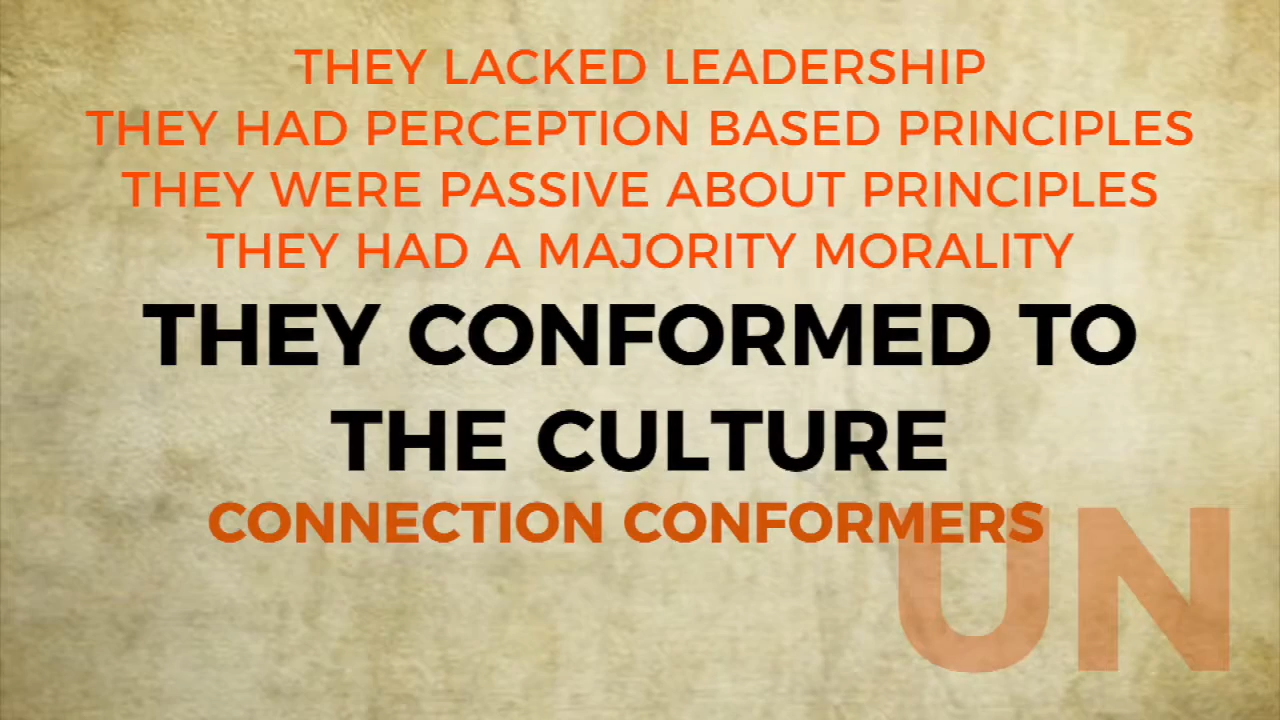 THEY LACKED LEADERSHIP
THEY HAD PERCEPTION BASED PRINCIPLES
THEY WERE PASSIVE ABOUT PRINCIPLES
THEY HAD A MAJORITY MORALITY
THEY CONFORMED TO
THE CULTURE
CONNECTION CONFORMERS
UN